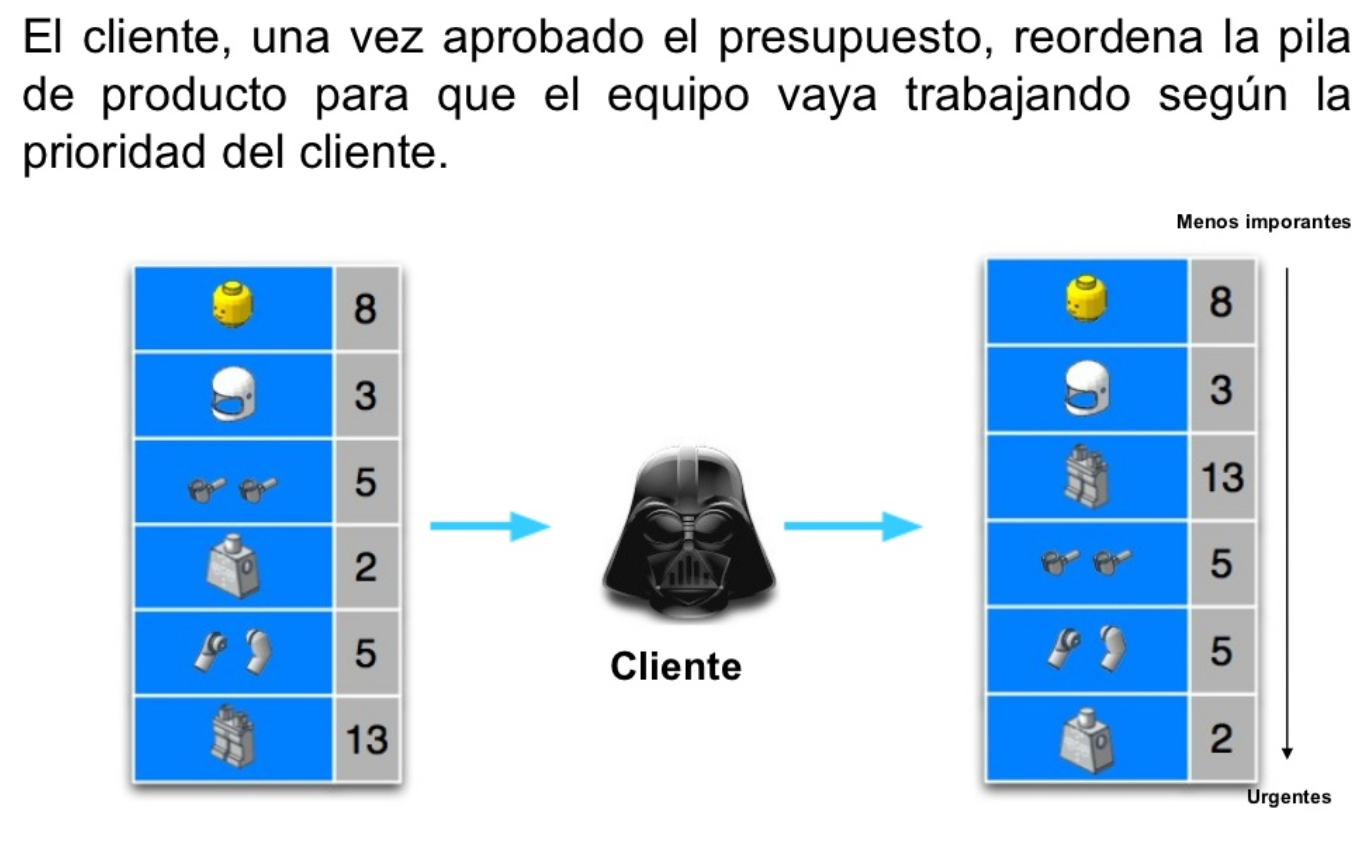 El cliente, una vez aprobado el presupuesto, reordena la pila
de producto para que el equipo vaya trabajando según la
prioridad del cliente.
Menos imporantes
8
3
5
2
5
13
Cliente
8
3
13
5
5
2
Urgentes